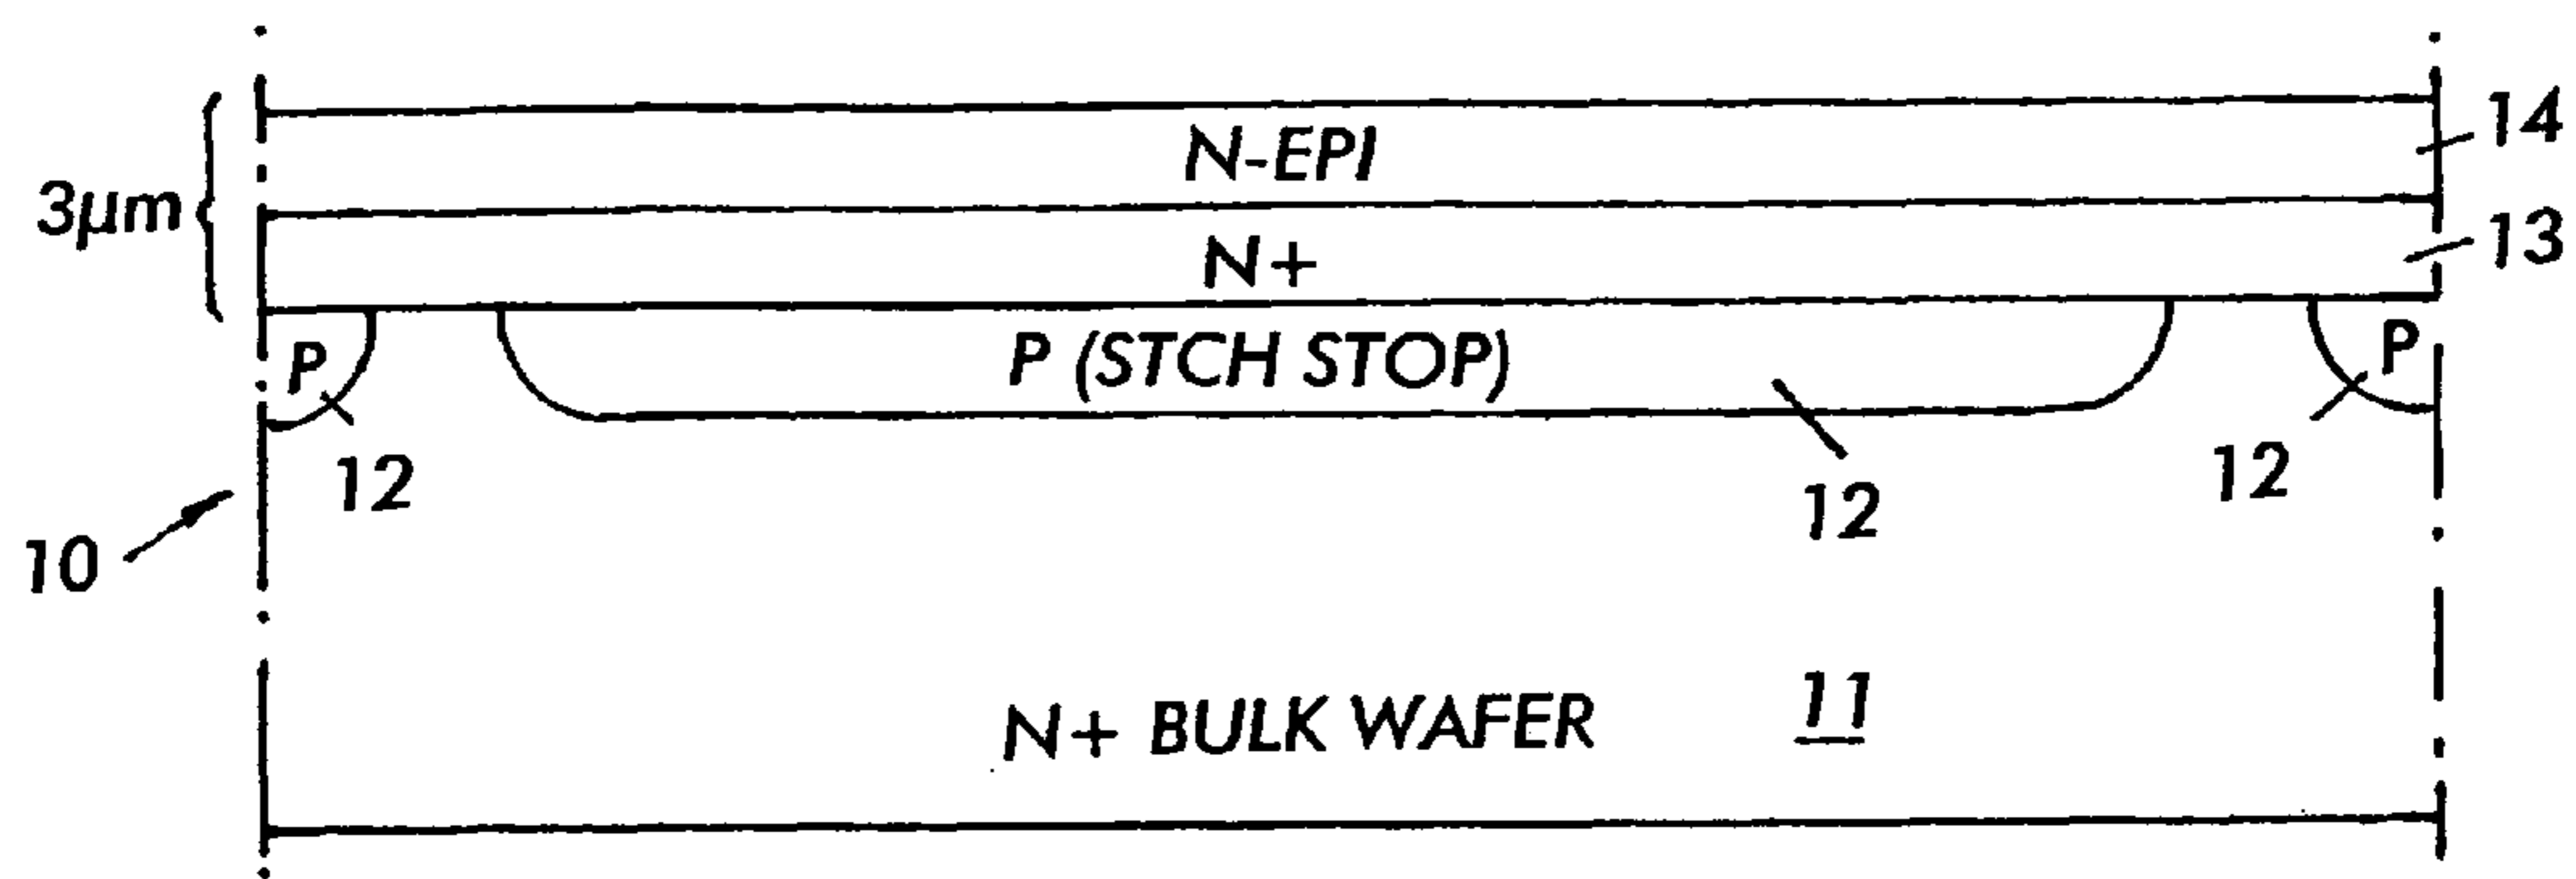 N-EPI
14
3µm
N+
13
P
P (STCH STOP)
P
12
12
12
10
N+ BULK WAFER
11